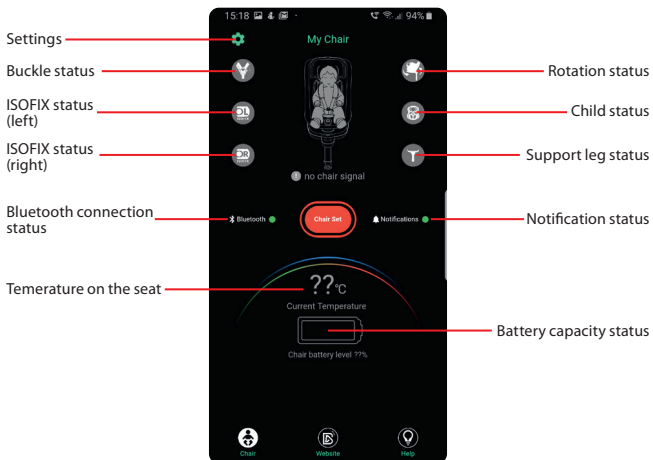 15:18
94%
Settings
My Chair
Buckle status
Rotation status
ISOFIX status
(left)
Child status
ISOFIX status
(right)
Support leg status
no chair signal
Bluetooth connection
status
Bluetooth
Chair Set
Notifications
Notification status
Temerature on the seat
??°C
Current Temperature
Battery capacity status
Chair battery level ??%
Chair
Website
Help